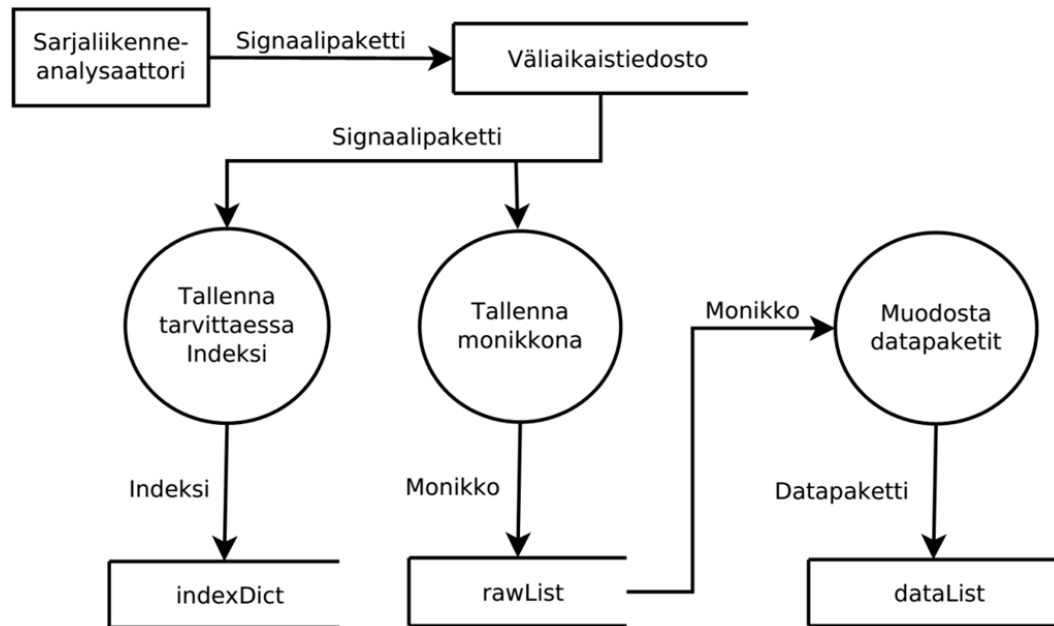 Sarjaliikenne-
analysaattori
Signaalipaketti
Väliaikaistiedosto
Signaalipaketti
Tallenna
tarvittaessa
Indeksi
Tallenna
monikkona
Monikko
Muodosta
datapaketit
Indeksi
Monikko
Datapaketti
indexDict
rawList
dataList